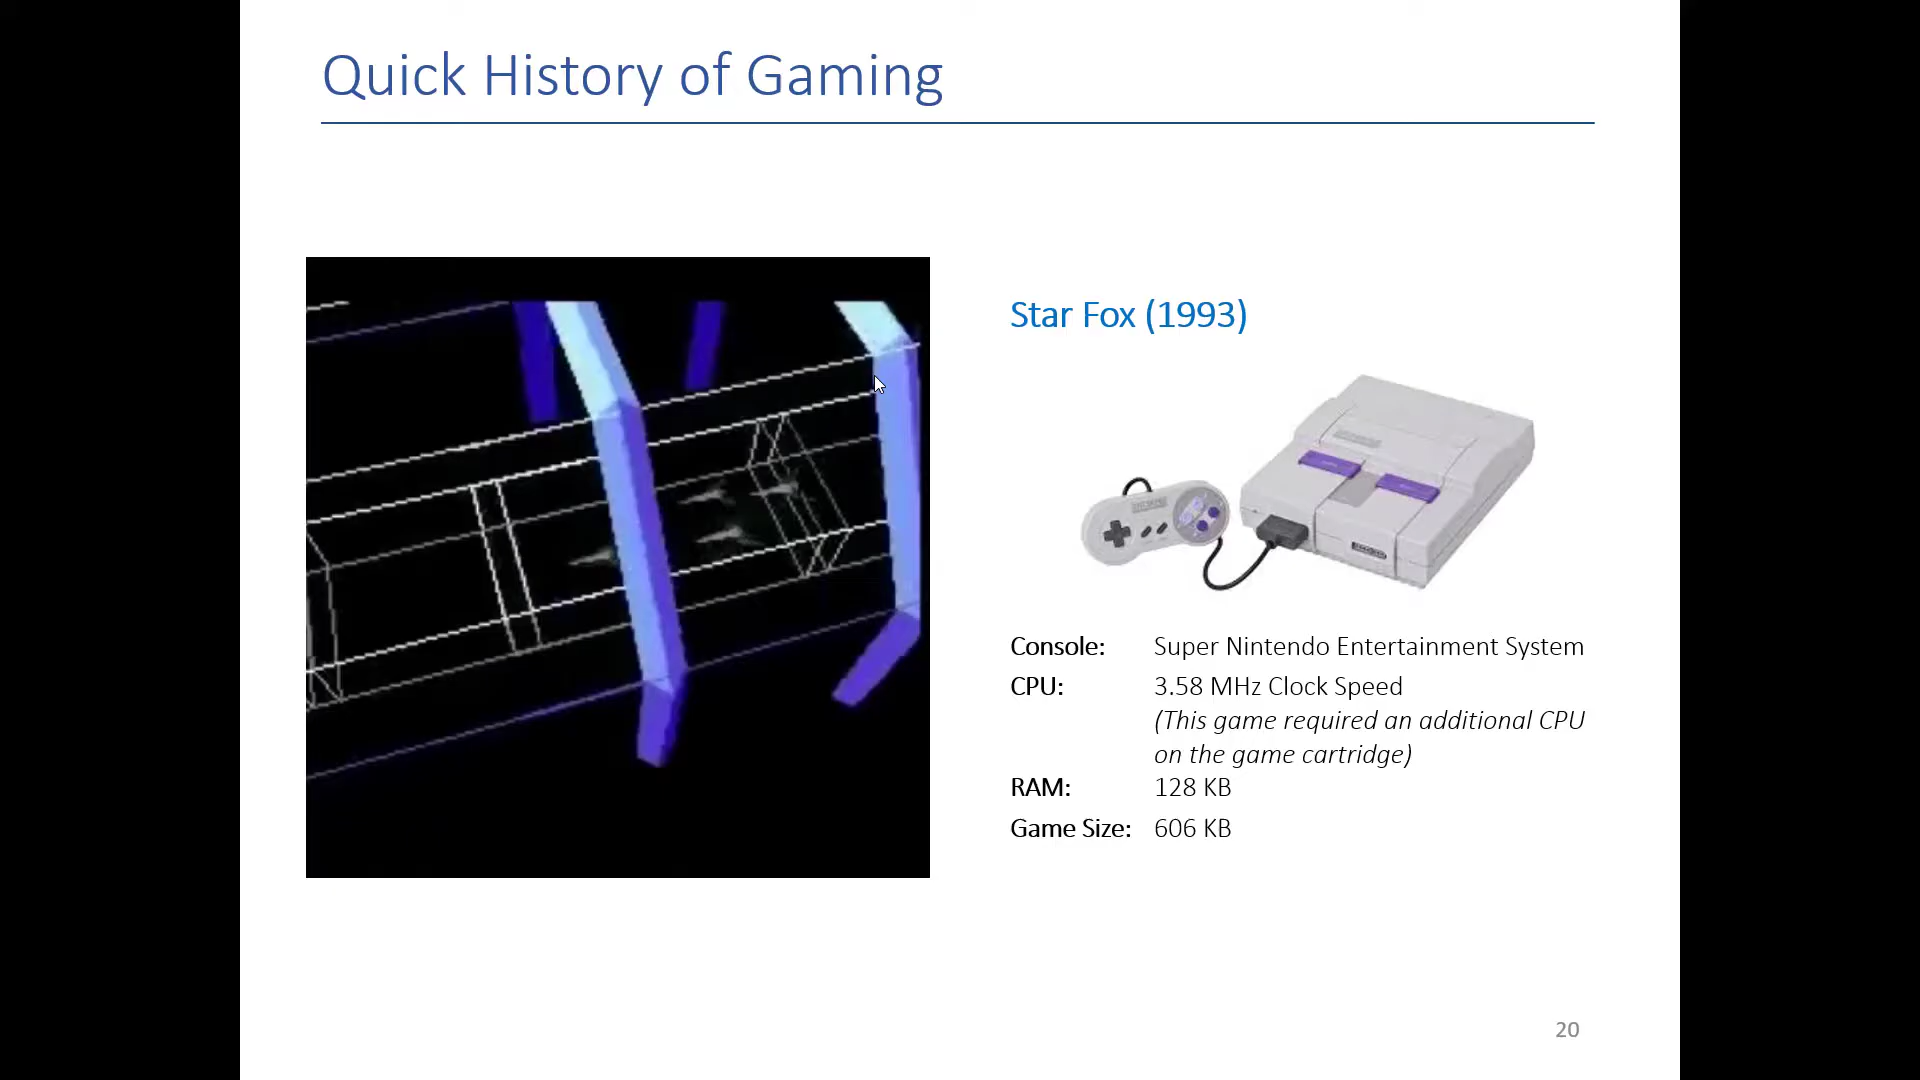 Quick History of Gaming
Star Fox (1993)
Console: Super Nintendo Entertainment System
CPU: 3.58 MHz Clock Speed
(This game required an additional CPU
on the game cartridge)
RAM: 128 KB
Game Size: 606 KB
20